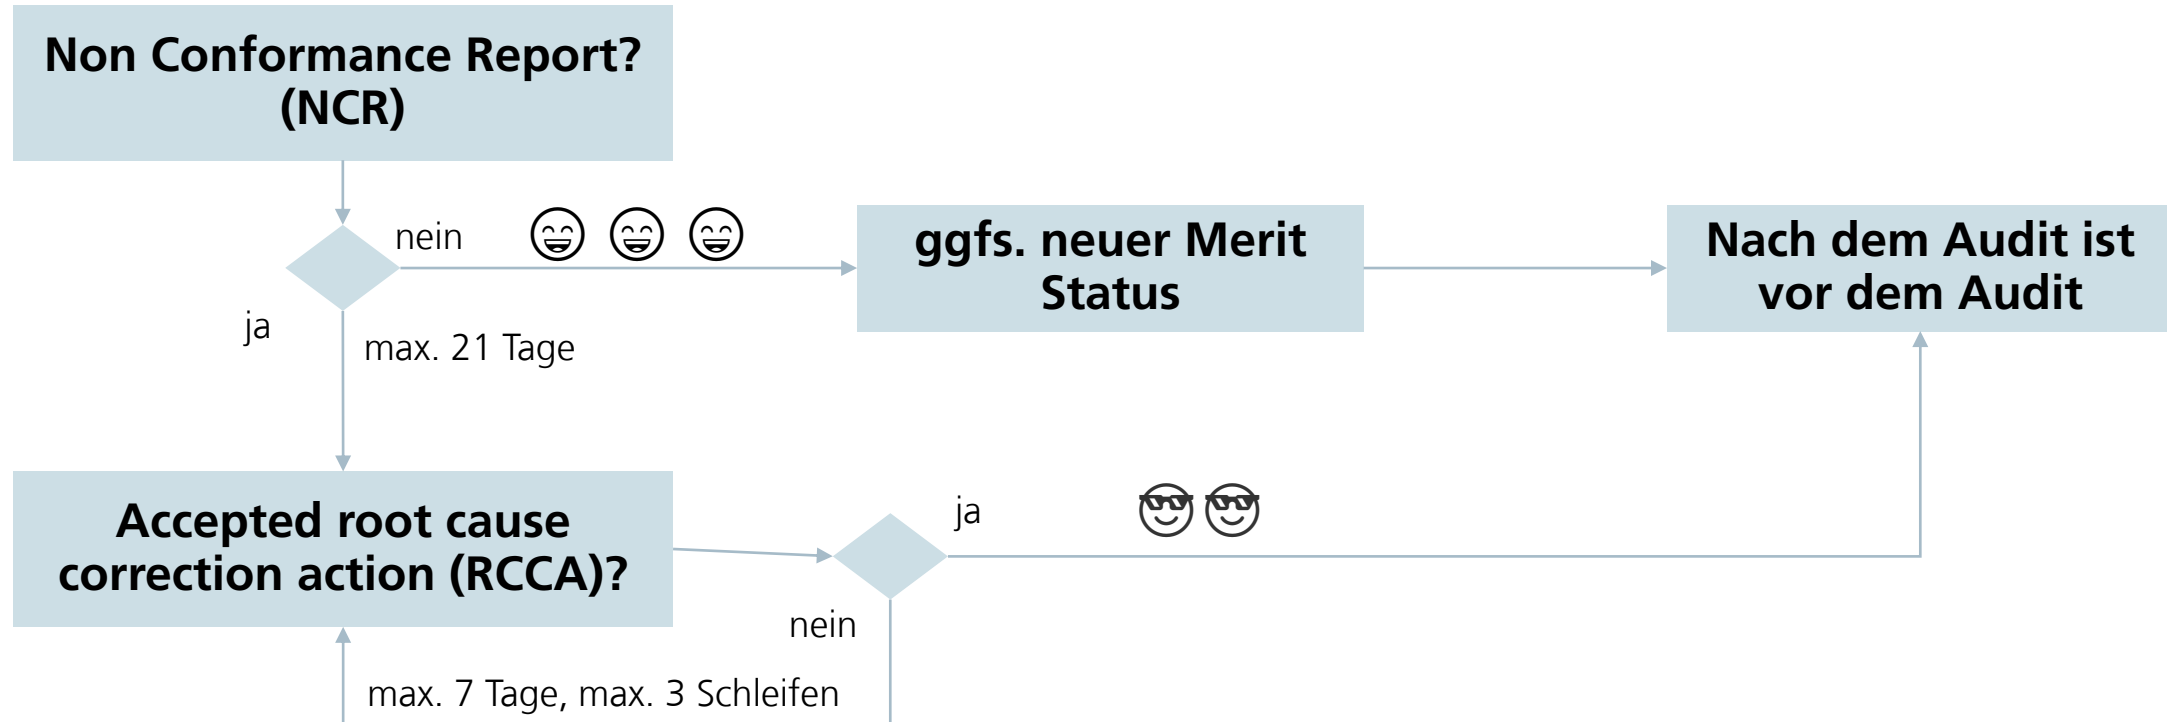 Non Conformance Report?
(NCR)
nein
ggfs. neuer Merit
Status
Nach dem Audit ist
vor dem Audit
ja
max. 21 Tage
Accepted root cause
correction action (RCCA)?
ja
nein
max. 7 Tage, max. 3 Schleifen